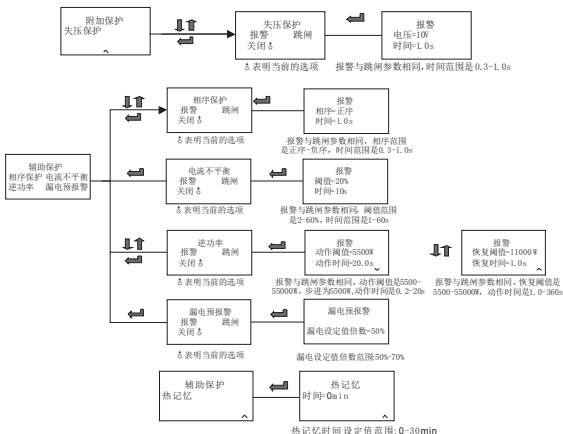 附加保护
失压保护
失压保护
报警 跳闸
关闭
报警
电压=10V
时间=1.0s
表明当前的选项
报警与跳闸参数相同,时间范围是0.3-1.0s
相序保护
报警 跳闸
关闭
报警
相序=正序
时间=1.0s
表明当前的选项
报警与跳闸参数相同,相序范围
是正序-负序,时间范围是0.3-1.0s
辅助保护
相序保护 电流不平衡
逆功率 漏电预报警
电流不平衡
报警 跳闸
关闭
报警
阈值=20%
时间=10s
表明当前的选项
报警与跳闸参数相同,阈值范围
是2-60%,时间范围是1-60s
逆功率
报警 跳闸
关闭
报警
动作阈值=5500W
动作时间=20.0s
报警
恢复阈值=11000W
恢复时间=1.0s
表明当前的选项
报警与跳闸参数相同,动作阈值是5500-
55000W,步进为5500W,动作时间是0.2-20s
报警与跳闸参数相同,恢复阈值是
5500-55000W,动作时间是1.0-360s
漏电预报警
报警 跳闸
关闭
漏电预报警
漏电设定值倍数=50%
表明当前的选项
漏电设定值倍数范围:50%-70%
辅助保护
热记忆
热记忆
时间=0min
热记忆时间设定值范围:0-30min